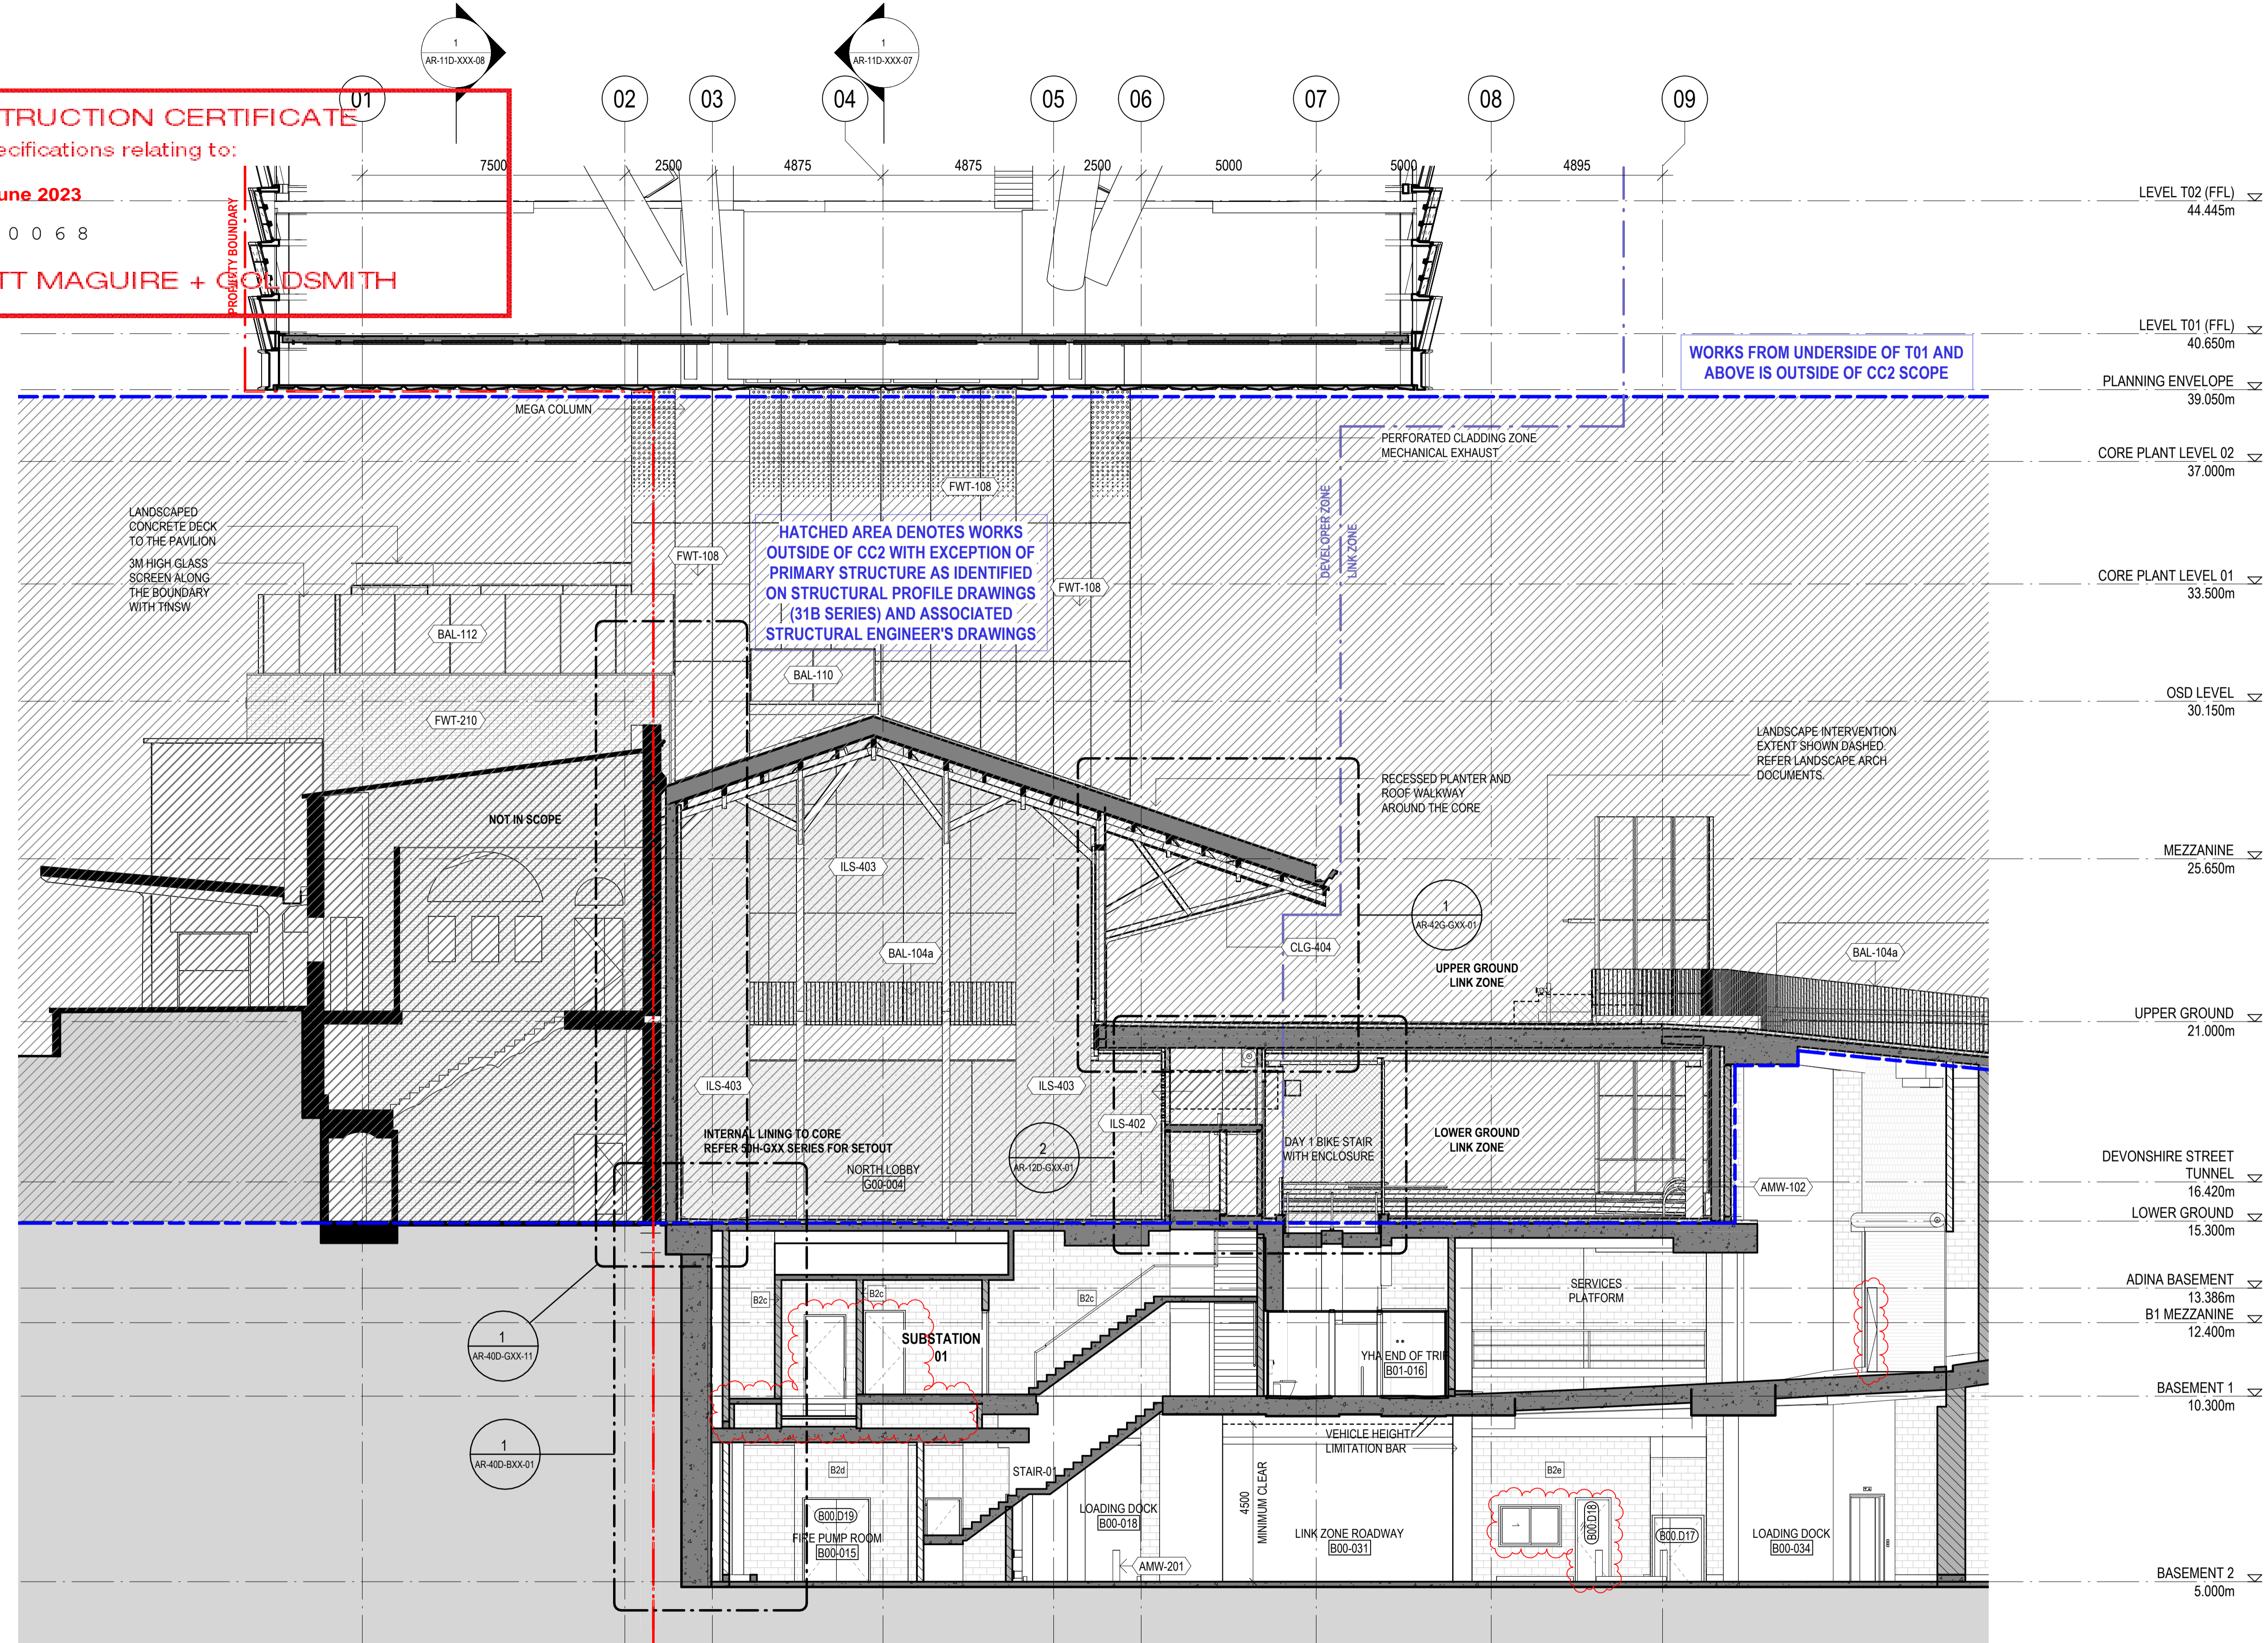 1
AR-11D-XXX-08
1
AR-11D-XXX-07
01
02
03
04
05
06
07
08
09
TRUCTION CERTIFICATE
ecifications relating to:
une 2023
0 0 6 8
TT MAGUIRE + GOLDSMITH
PROPERTY BOUNDARY
7500
2500
4875
4875
2500
5000
5000
4895
LEVEL T02 (FFL)
44.445m
LEVEL T01 (FFL)
40.650m
WORKS FROM UNDERSIDE OF T01 AND
ABOVE IS OUTSIDE OF CC2 SCOPE
PLANNING ENVELOPE
39.050m
MEGA COLUMN
PERFORATED CLADDING ZONE
MECHANICAL EXHAUST
CORE PLANT LEVEL 02
37.000m
FWT-108
DEVELOPER ZONE
LINK ZONE
LANDSCAPED
CONCRETE DECK
TO THE PAVILION
3M HIGH GLASS
SCREEN ALONG
THE BOUNDARY
WITH TfNSW
HATCHED AREA DENOTES WORKS
OUTSIDE OF CC2 WITH EXCEPTION OF
PRIMARY STRUCTURE AS IDENTIFIED
ON STRUCTURAL PROFILE DRAWINGS
(31B SERIES) AND ASSOCIATED
STRUCTURAL ENGINEER'S DRAWINGS
FWT-108
FWT-108
CORE PLANT LEVEL 01
33.500m
BAL-112
BAL-110
OSD LEVEL
30.150m
FWT-210
LANDSCAPE INTERVENTION
EXTENT SHOWN DASHED.
REFER LANDSCAPE ARCH
DOCUMENTS.
RECESSED PLANTER AND
ROOF WALKWAY
AROUND THE CORE
NOT IN SCOPE
ILS-403
MEZZANINE
25.650m
1
AR-42G-GXX-01
CLG-404
BAL-104a
BAL-104a
UPPER GROUND
LINK ZONE
UPPER GROUND
21.000m
ILS-403
ILS-403
ILS-402
INTERNAL LINING TO CORE
REFER 50H-GXX SERIES FOR SETOUT
NORTH LOBBY
G00-004
2
AR-12D-GXX-01
DAY 1 BIKE STAIR
WITH ENCLOSURE
LOWER GROUND
LINK ZONE
AMW-102
DEVONSHIRE STREET
TUNNEL
16.420m
LOWER GROUND
15.300m
SERVICES
PLATFORM
ADINA BASEMENT
13.386m
B1 MEZZANINE
12.400m
B2c
B2c
B2c
SUBSTATION
01
1
AR-40D-GXX-11
YHA END OF TRIP
B01-016
BASEMENT 1
10.300m
1
AR-40D-BXX-01
VEHICLE HEIGHT
LIMITATION BAR
B2d
STAIR-01
B2e
4500
MINIMUM CLEAR
LOADING DOCK
B00-018
B00.D19
FIRE PUMP ROOM
B00-015
LINK ZONE ROADWAY
B00-031
B00.D18
B00.D17
LOADING DOCK
B00-034
AMW-201
BASEMENT 2
5.000m